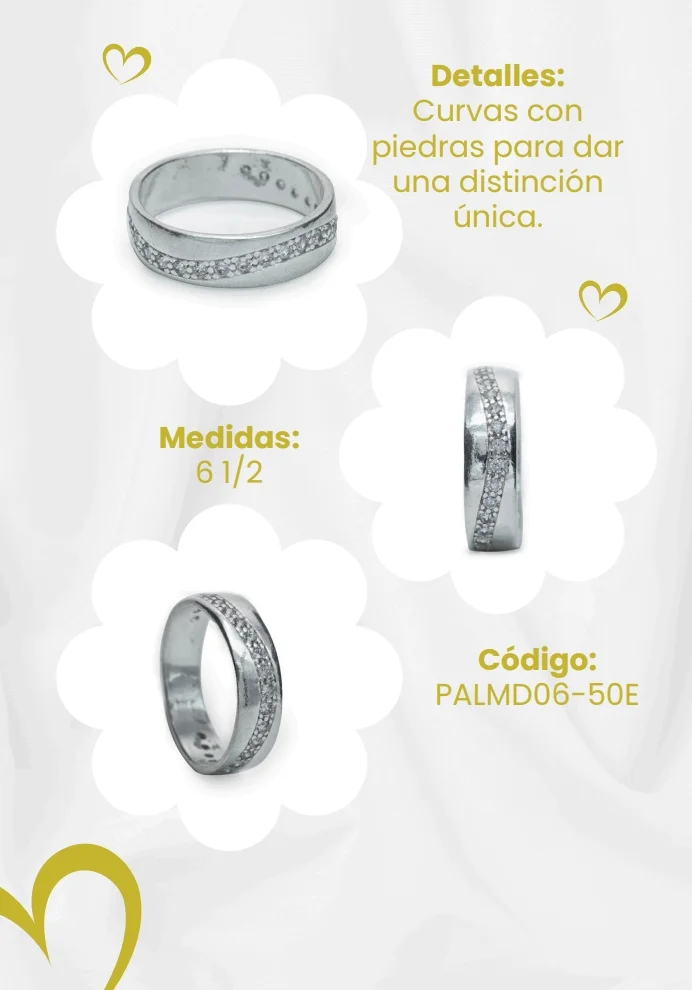 Detalles:
Curvas con
piedras para dar
una distinción
única.
Medidas:
6 1/2
Código:
PALMD06-50E